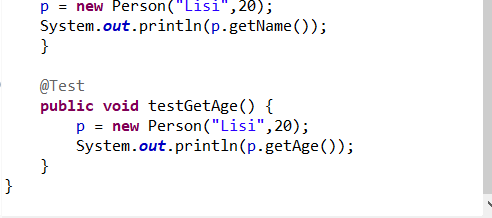 p = new Person("Lisi",20);
System.out.println(p.getName());
}
@Test
public void testGetAge() {
p = new Person("Lisi",20);
System.out.println(p.getAge());
}
}